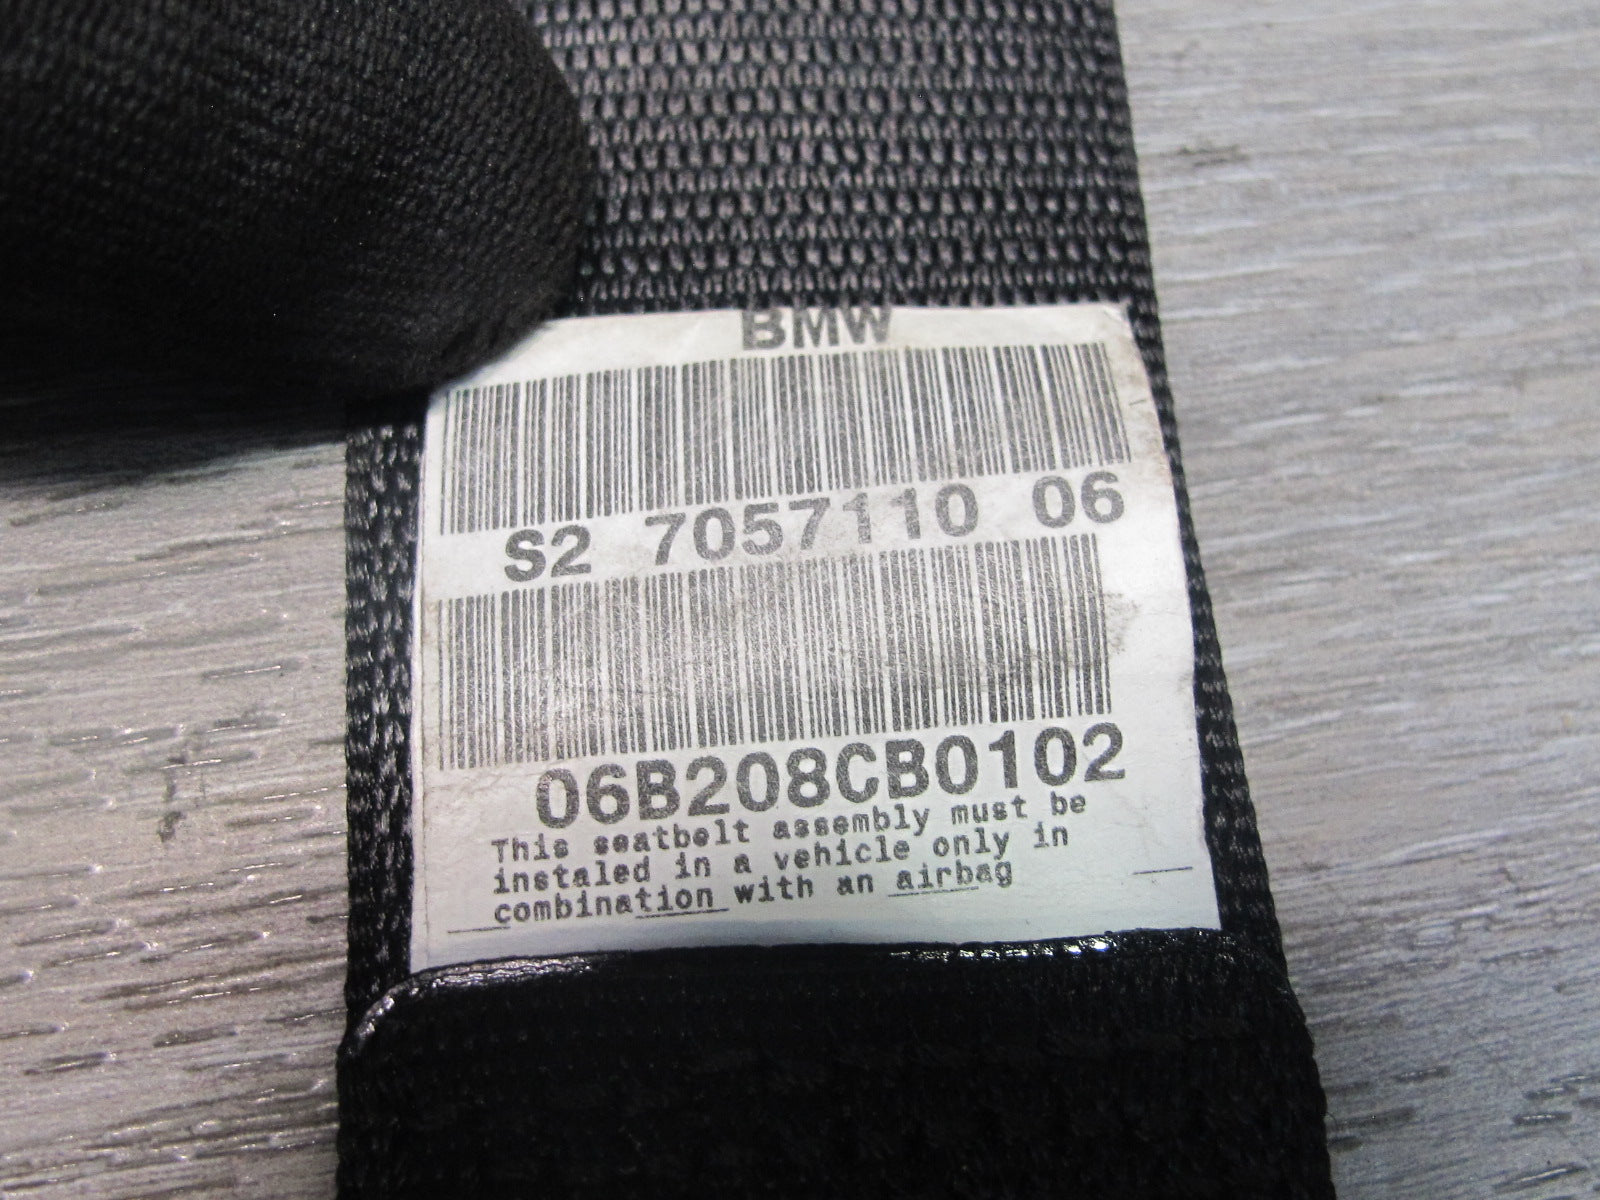 BMW
S2 7057110 06
06B208CB0102
This seatbelt assembly must be
instaled in a vehicle only in
combination with an airbag